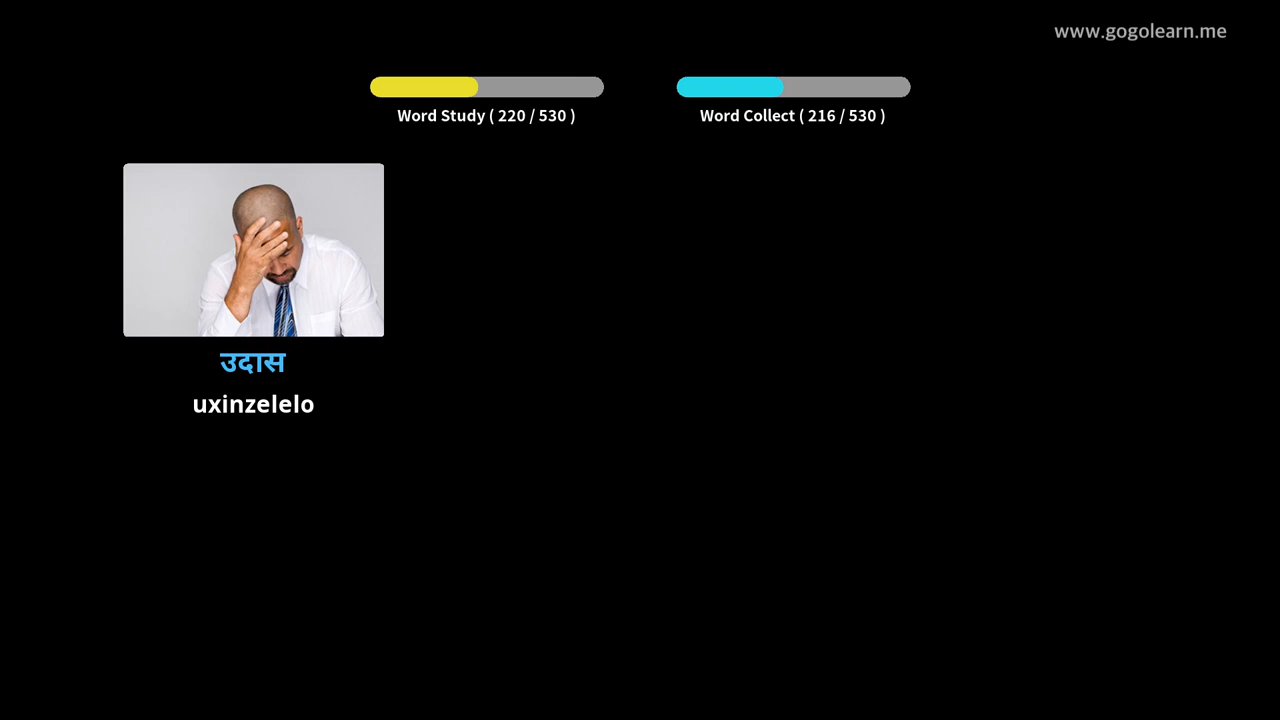 www.gogolearn.me
Word Study ( 220 / 530 )
Word Collect ( 216 / 530 )
उदास
uxinzelelo